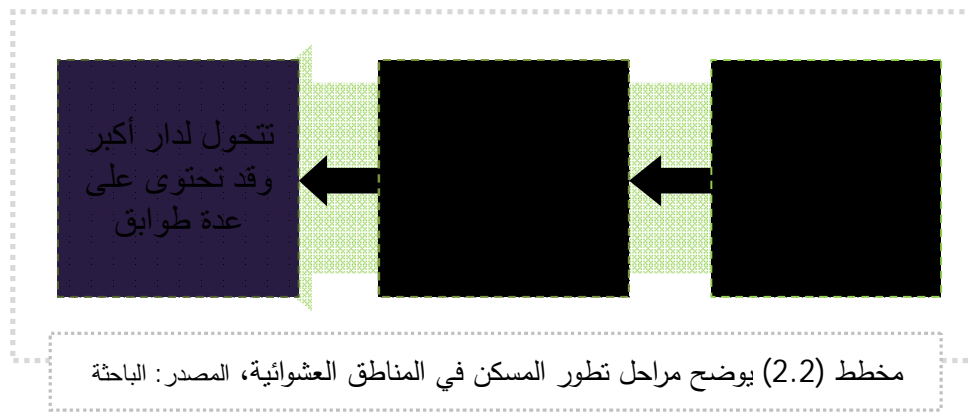 تتحول لدار أكبر
وقد تحتوى على
عدة طوابق
مخطط (2.2) يوضح مراحل تطور المسكن في المناطق العشوائية، المصدر: الباحثة